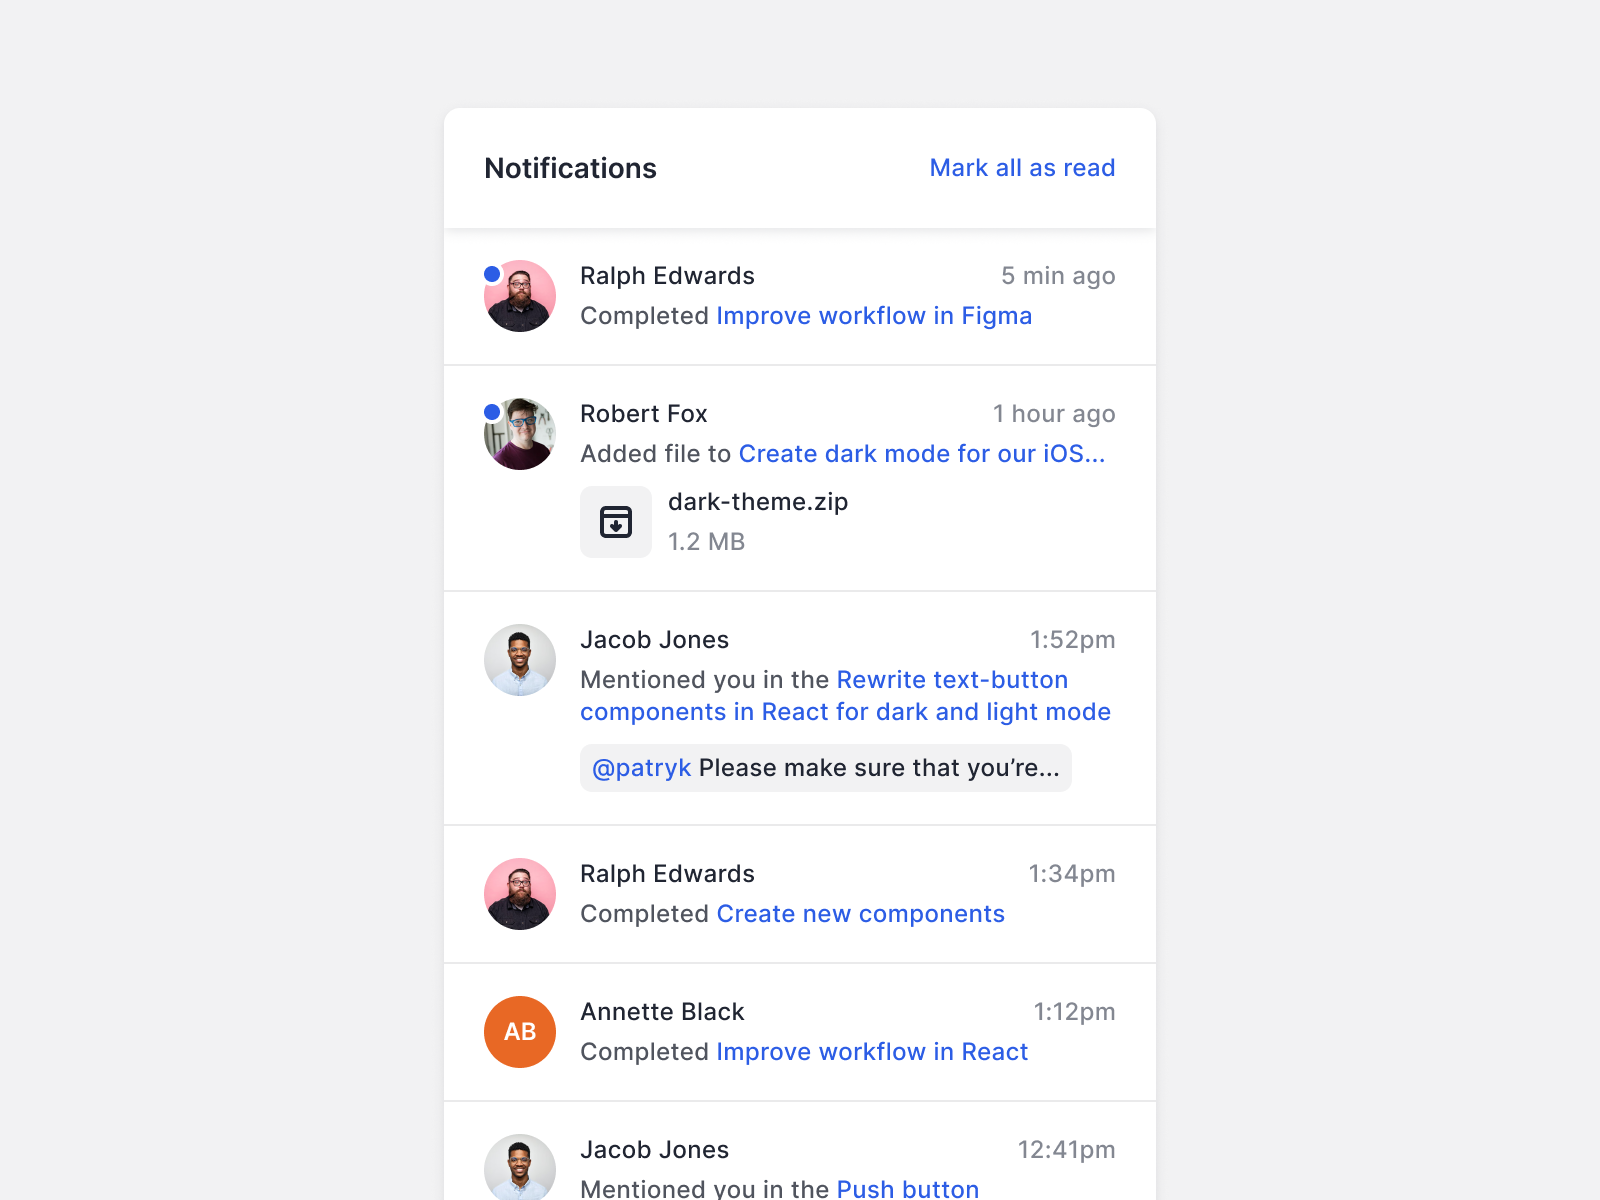 Notifications
Mark all as read
Ralph Edwards
5 min ago
Completed Improve workflow in Figma
Robert Fox
1 hour ago
Added file to Create dark mode for our iOS...
dark-theme.zip
1.2 MB
Jacob Jones
1:52pm
Mentioned you in the Rewrite text-button
components in React for dark and light mode
@patryk Please make sure that you’re...
Ralph Edwards
1:34pm
Completed Create new components
AB
Annette Black
1:12pm
Completed Improve workflow in React
Jacob Jones
12:41pm
Mentioned you in the Push button